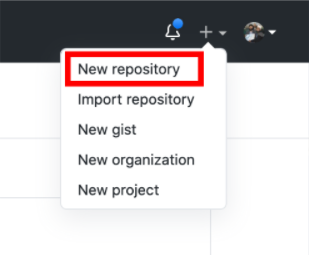 New repository
Import repository
New gist
New organization
New project